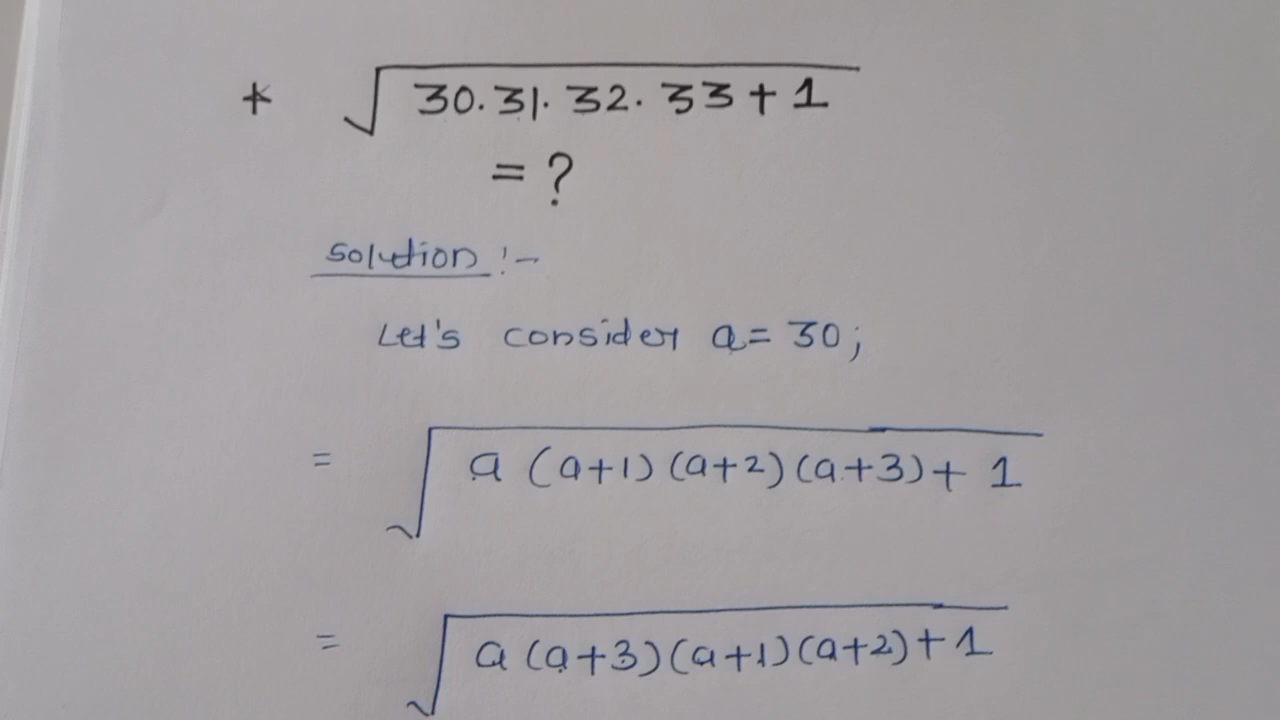 * √30.31.32.33+1
= ?
Solution :-
Let's consider a= 30;
= √a (a+1) (a+2) (a+3) + 1
= √a (a+3) (a+1) (a+2) + 1